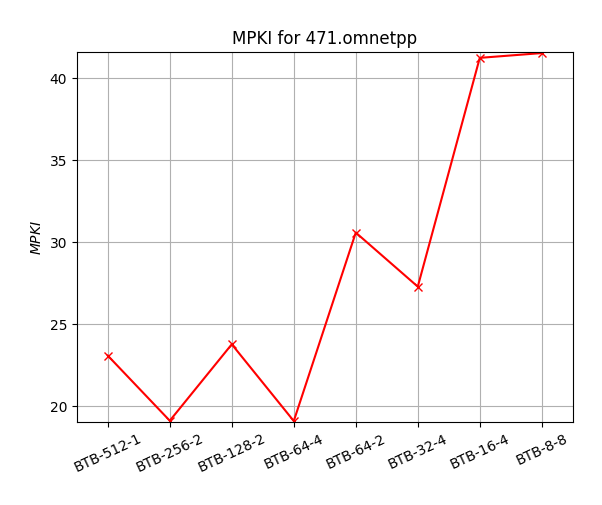 MPKI for 471.omnetpp
40
35
30
25
20
MPKI
BTB-512-1
BTB-256-2
BTB-128-2
BTB-64-4
BTB-64-2
BTB-32-4
BTB-16-4
BTB-8-8